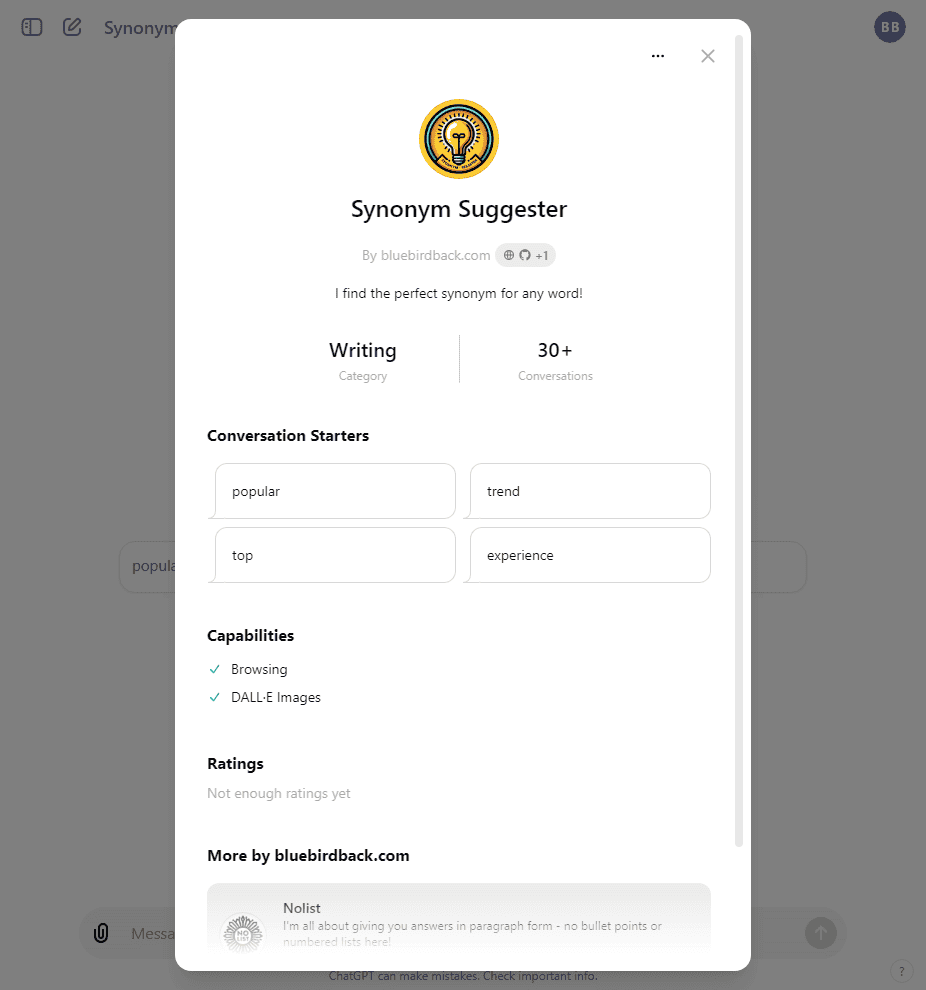 Synonym
BB
Synonym Suggester
By bluebirdback.com
+1
I find the perfect synonym for any word!
Writing
30+
Category
Conversations
Conversation Starters
popular
trend
top
experience
popula
Capabilities
Browsing
DALL·E Images
Ratings
Not enough ratings yet
More by bluebirdback.com
Nolist
I'm all about giving you answers in paragraph form - no bullet points or
numbered lists here!
NO
LIST
Messa
ChatGPT can make mistakes. Check important info.
?